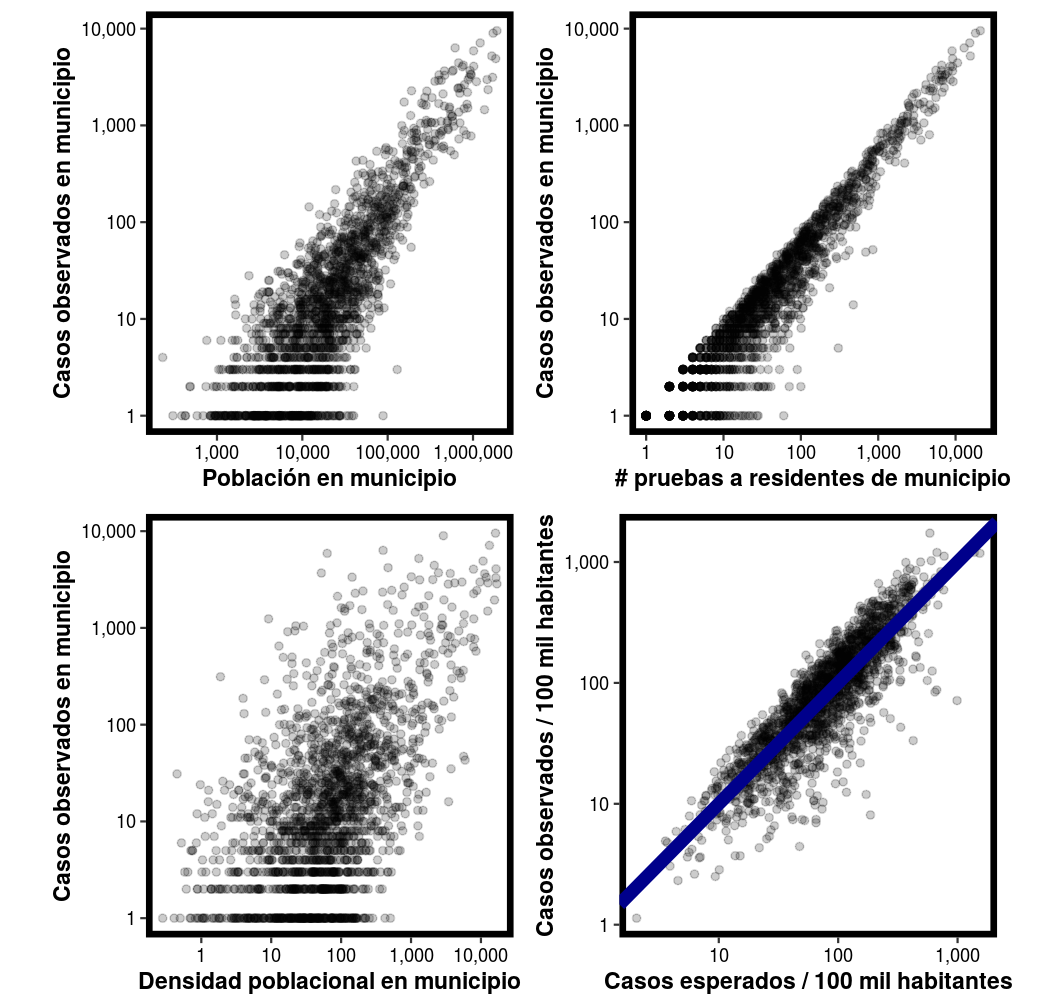 Casos observados en municipio
10,000
1,000
100
10
1
1,000 10,000 100,000 1,000,000
Población en municipio
Casos observados en municipio
10,000
1,000
100
10
1
1 10 100 1,000 10,000
# pruebas a residentes de municipio
Casos observados en municipio
10,000
1,000
100
10
1
1 10 100 1,000 10,000
Densidad poblacional en municipio
Casos observados / 100 mil habitantes
1,000
100
10
1
10 100 1,000
Casos esperados / 100 mil habitantes